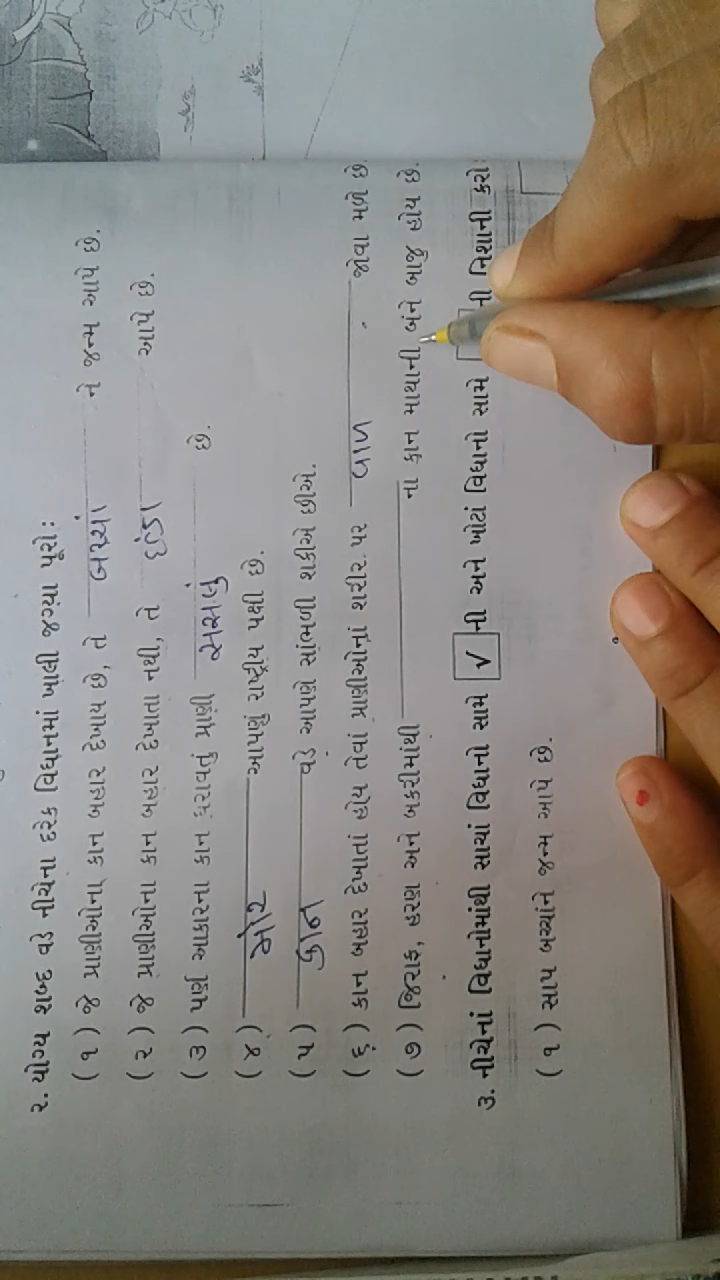 ૨. યોગ્ય શબ્દ વડે નીચેના દરેક વિધાનમાં ખાલી જગ્યા પૂરો :
(૧) જે પ્રાણીઓના કાન બહાર દેખાય છે, તે બચ્ચાં ને જન્મ આપે છે.
(૨) જે પ્રાણીઓના કાન બહાર દેખાતા નથી, તે ઈંડા આપે છે.
(૩) પર્ણ આકારના કાન ધરાવતું પ્રાણી સસલું છે.
(૪) મોર આપણું રાષ્ટ્રીય પક્ષી છે.
(૫) કાન વડે આપણે સાંભળી શકીએ છીએ.
(૬) કાન બહાર દેખાતાં હોય તેવાં પ્રાણીઓનાં શરીર પર વાળ જોવા મળે છે.
(૭) જિરાફ, હરણ અને બકરીમાંથી ના કાન માથાની બંને બાજુ હોય છે.
૩. નીચેનાં વિધાનોમાંથી સાચાં વિધાનો સામે √ ની અને ખોટાં વિધાનો સામે ની નિશાની કરો :
(૧) સાપ બચ્ચાંને જન્મ આપે છે.